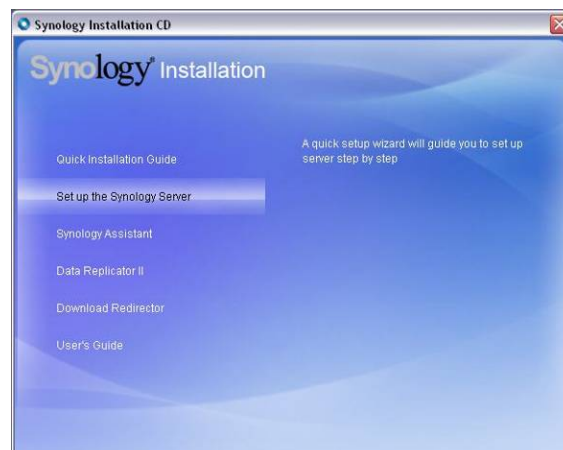 Synology Installation CD
Synology® Installation
Quick Installation Guide
A quick setup wizard will guide you to set up
server step by step
Set up the Synology Server
Synology Assistant
Data Replicator II
Download Redirector
User's Guide